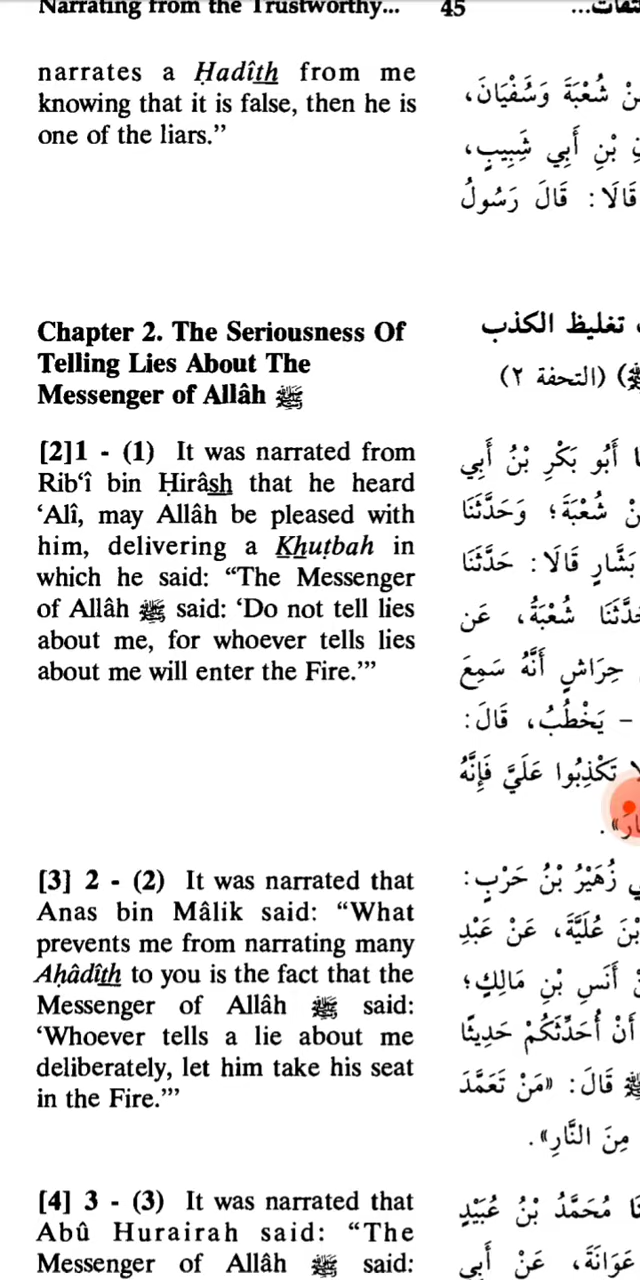 Narrating from the Trustworthy... 45
narrates a Ḥadîth from me
knowing that it is false, then he is
one of the liars.”
Chapter 2. The Seriousness Of
Telling Lies About The
Messenger of Allâh ﷺ
[2]1 - (1) It was narrated from
Rib‘î bin Ḥirâsh that he heard
‘Alî, may Allâh be pleased with
him, delivering a Khuṭbah in
which he said: “The Messenger
of Allâh ﷺ said: ‘Do not tell lies
about me, for whoever tells lies
about me will enter the Fire.’”
[3] 2 - (2) It was narrated that
Anas bin Mâlik said: “What
prevents me from narrating many
Aḥâdîth to you is the fact that the
Messenger of Allâh ﷺ said:
‘Whoever tells a lie about me
deliberately, let him take his seat
in the Fire.’”
[4] 3 - (3) It was narrated that
Abû Hurairah said: “The
Messenger of Allâh ﷺ said:
شُعْبَةَ وَسُفْيَانَ،
بْنِ أَبِي شَبِيبٍ،
قَالَا: قَالَ رَسُولُ
تغليظ الكذب
(التحفة ٢)
أَبُو بَكْرِ بْنُ أَبِي
شُعْبَةَ؛ وَحَدَّثَنَا
بَشَّارٍ قَالَا: حَدَّثَنَا
شُعْبَةُ، عَن
حِرَاشٍ أَنَّهُ سَمِعَ
- يَخْطُبُ، قَالَ:
تَكْذِبُوا عَلَيَّ فَإِنَّهُ
زُهَيْرُ بْنُ حَرْبٍ:
عُلَيَّةَ، عَنْ عَبْدِ
أَنَسِ بْنِ مَالِكٍ؛
أَنْ أُحَدِّثَكُمْ حَدِيثًا
ﷺ قَالَ: «مَنْ تَعَمَّدَ
مِنَ النَّارِ».
مُحَمَّدُ بْنُ عُبَيْدٍ
عَوَانَةَ، عَنْ أَبِي